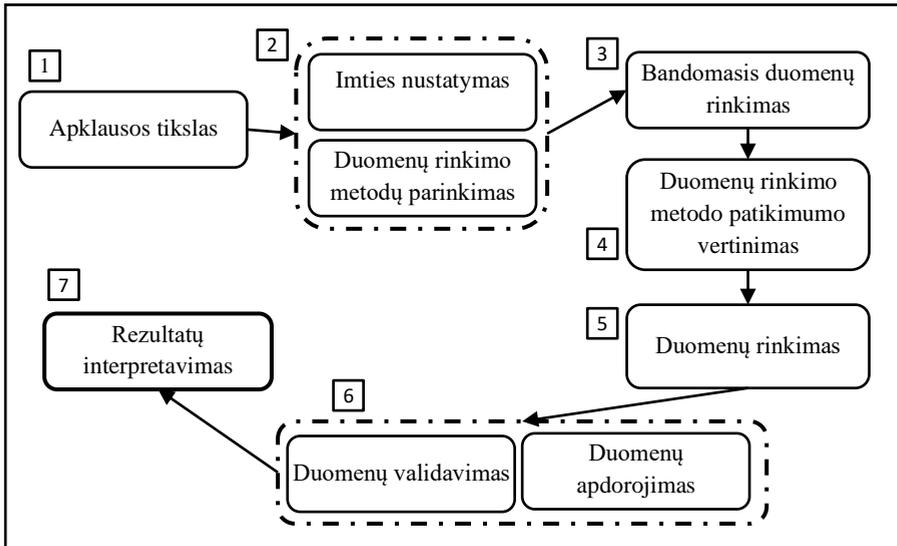 1
Apklausos tikslas
2
Imties nustatymas
Duomenų rinkimo
metodų parinkimas
3
Bandomasis duomenų
rinkimas
4
Duomenų rinkimo
metodo patikimumo
vertinimas
5
Duomenų rinkimas
6
Duomenų validavimas
Duomenų
apdorojimas
7
Rezultatų
interpretavimas